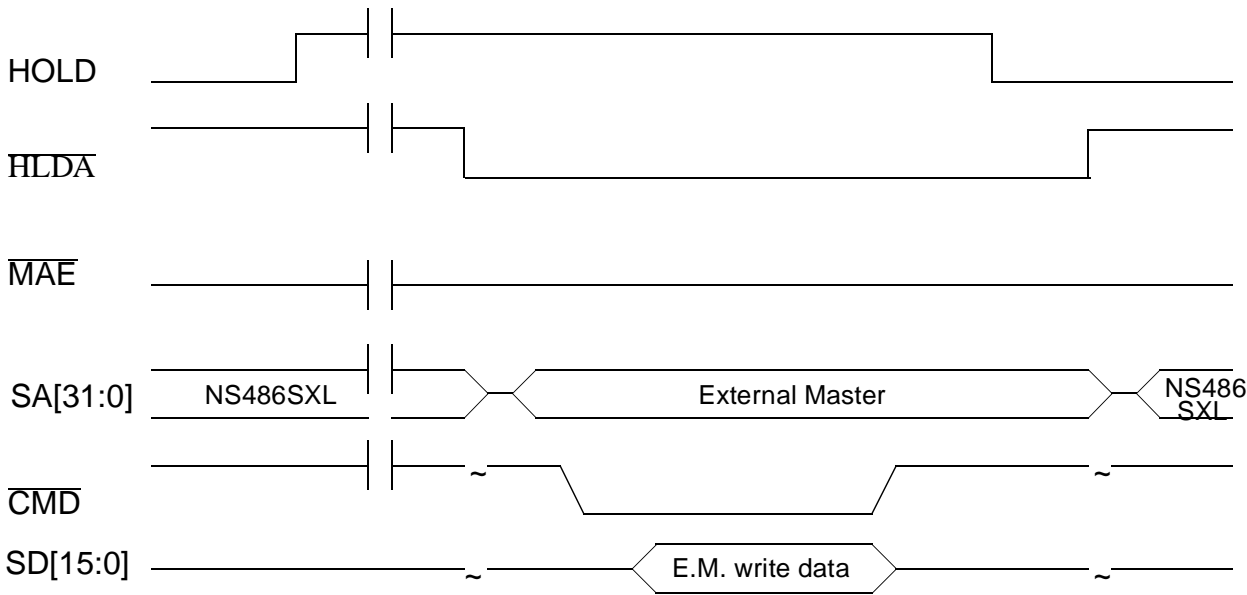 HOLD
HLDA
MAE
SA[31:0]
NS486SXL
External Master
NS486
SXL
~
~
CMD
SD[15:0]
E.M. write data
~
~